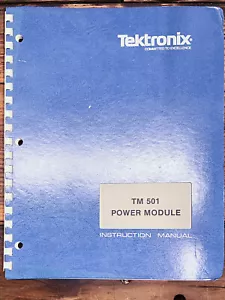 Tektronix®
COMMITTED TO EXCELLENCE
TM 501
POWER MODULE
INSTRUCTION MANUAL